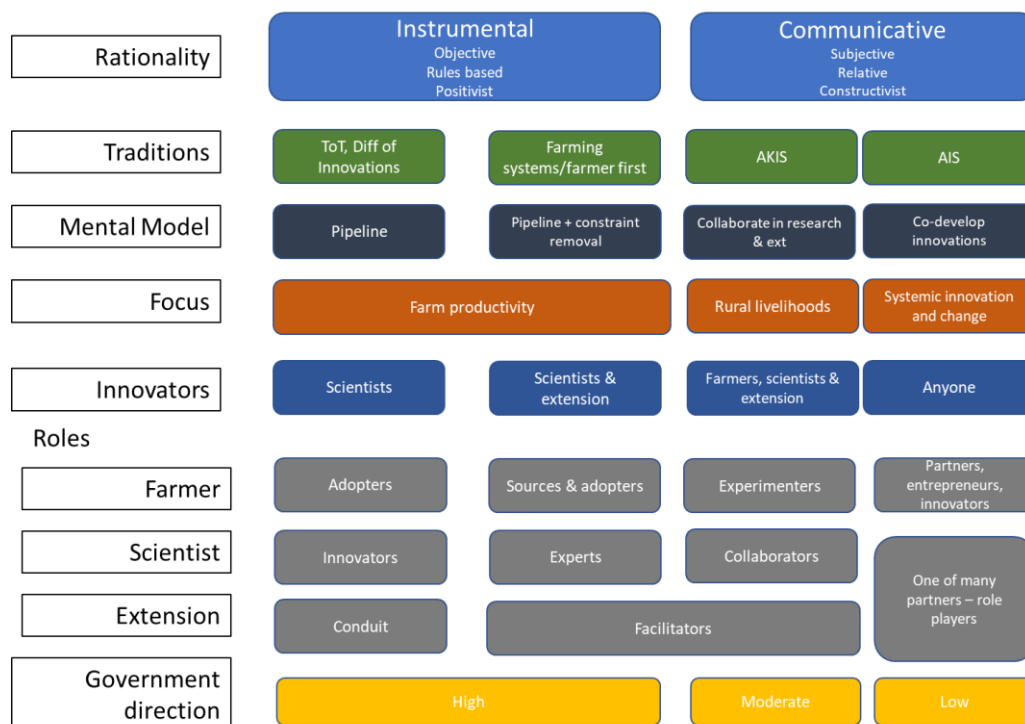 Rationality
Instrumental
Objective
Rules based
Positivist
Communicative
Subjective
Relative
Constructivist
Traditions
ToT, Diff of
Innovations
Farming
systems/farmer first
AKIS
AIS
Mental Model
Pipeline
Pipeline + constraint
removal
Collaborate in research
& ext
Co-develop
innovations
Focus
Farm productivity
Rural livelihoods
Systemic innovation
and change
Innovators
Scientists
Scientists &
extension
Farmers, scientists &
extension
Anyone
Roles
Farmer
Adopters
Sources & adopters
Experimenters
Partners,
entrepreneurs,
innovators
Scientist
Innovators
Experts
Collaborators
One of many
partners – role
players
Extension
Conduit
Facilitators
Government
direction
High
Moderate
Low